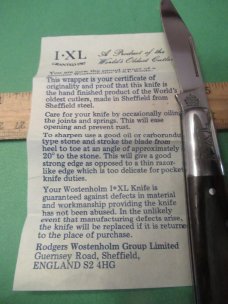 I·XL
A Product of the
World's Oldest Cutlers
This wrapper is your certificate of
originality and proof that this knife is
the hand finished product of the World's
oldest cutlers, made in Sheffield from
Sheffield steel.
Care for your knife by occasionally oiling
the joints and springs. This will ease
opening and prevent rust.
To sharpen use a good oil or carborundum
type stone and stroke the blade from
heel to toe at an angle of approximately
20° to the stone. This will give a good
strong edge as opposed to a thin razor-
like edge which is too delicate for pocket
knife duties.
Your Wostenholm I*XL Knife is
guaranteed against defects in material
and workmanship providing the knife
has not been abused. In the unlikely
event that manufacturing defects arise,
the knife will be replaced if it is returned
to the place of purchase.
Rodgers Wostenholm Group Limited
Guernsey Road, Sheffield,
ENGLAND S2 4HG